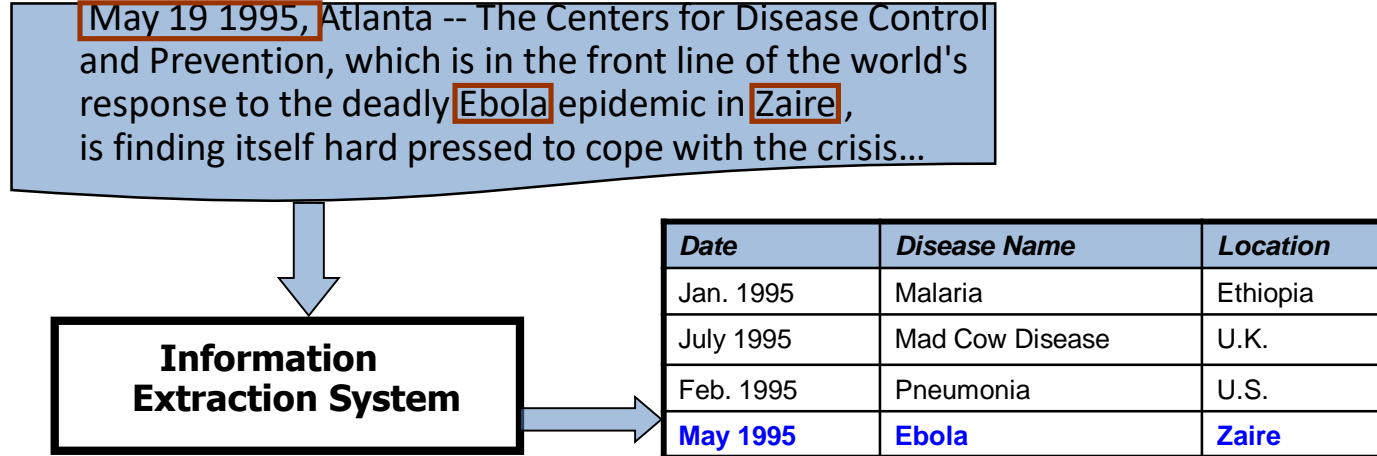 May 19 1995, Atlanta -- The Centers for Disease Control
and Prevention, which is in the front line of the world's
response to the deadly Ebola epidemic in Zaire ,
is finding itself hard pressed to cope with the crisis…
Information
Extraction System
Date Disease Name Location
Jan. 1995 Malaria Ethiopia
July 1995 Mad Cow Disease U.K.
Feb. 1995 Pneumonia U.S.
May 1995 Ebola Zaire